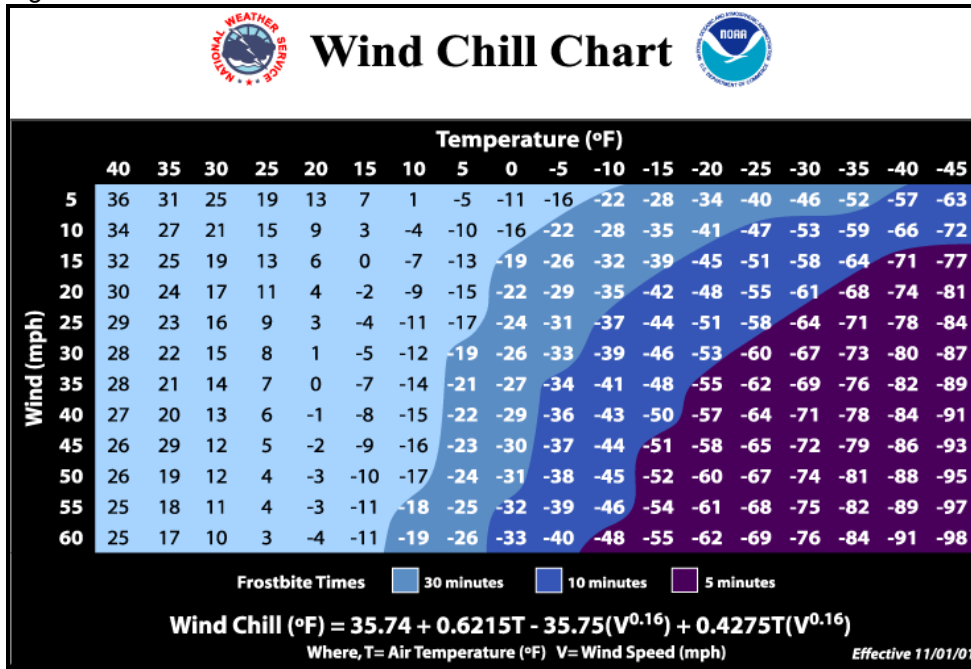 NATIONAL WEATHER SERVICE
Wind Chill Chart
NOAA
NATIONAL OCEANIC AND ATMOSPHERIC ADMINISTRATION
U.S. DEPARTMENT OF COMMERCE
Temperature (ºF)
40 35 30 25 20 15 10 5 0 -5 -10 -15 -20 -25 -30 -35 -40 -45
Wind (mph)
5 36 31 25 19 13 7 1 -5 -11 -16 -22 -28 -34 -40 -46 -52 -57 -63
10 34 27 21 15 9 3 -4 -10 -16 -22 -28 -35 -41 -47 -53 -59 -66 -72
15 32 25 19 13 6 0 -7 -13 -19 -26 -32 -39 -45 -51 -58 -64 -71 -77
20 30 24 17 11 4 -2 -9 -15 -22 -29 -35 -42 -48 -55 -61 -68 -74 -81
25 29 23 16 9 3 -4 -11 -17 -24 -31 -37 -44 -51 -58 -64 -71 -78 -84
30 28 22 15 8 1 -5 -12 -19 -26 -33 -39 -46 -53 -60 -67 -73 -80 -87
35 28 21 14 7 0 -7 -14 -21 -27 -34 -41 -48 -55 -62 -69 -76 -82 -89
40 27 20 13 6 -1 -8 -15 -22 -29 -36 -43 -50 -57 -64 -71 -78 -84 -91
45 26 29 12 5 -2 -9 -16 -23 -30 -37 -44 -51 -58 -65 -72 -79 -86 -93
50 26 19 12 4 -3 -10 -17 -24 -31 -38 -45 -52 -60 -67 -74 -81 -88 -95
55 25 18 11 4 -3 -11 -18 -25 -32 -39 -46 -54 -61 -68 -75 -82 -89 -97
60 25 17 10 3 -4 -11 -19 -26 -33 -40 -48 -55 -62 -69 -76 -84 -91 -98
Frostbite Times 30 minutes 10 minutes 5 minutes
Wind Chill (ºF) = 35.74 + 0.6215T - 35.75(V^0.16) + 0.4275T(V^0.16)
Where, T= Air Temperature (ºF) V= Wind Speed (mph)
Effective 11/01/01